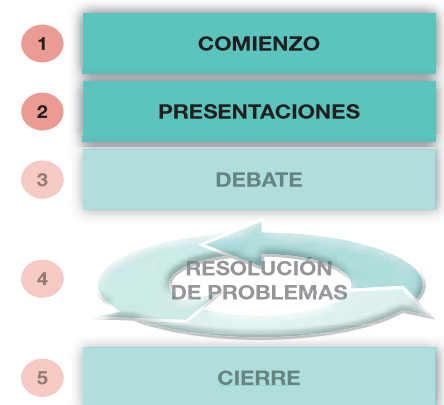 1 COMIENZO
2 PRESENTACIONES
3 DEBATE
4 RESOLUCIÓN
DE PROBLEMAS
5 CIERRE